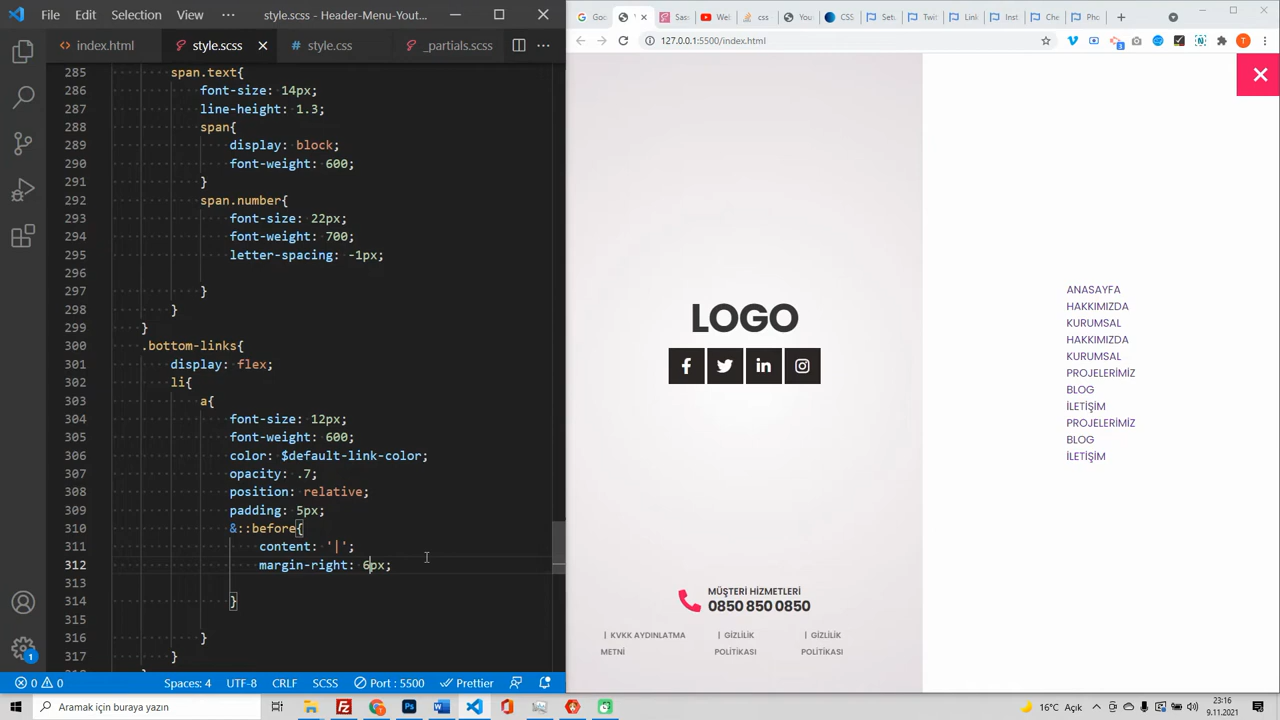 File Edit Selection View ··· style.scss - Header-Menu-Yout...
index.html style.scss style.css _partials.scss
127.0.0.1:5500/index.html
285 span.text{
286 font-size: 14px;
287 line-height: 1.3;
288 span{
289 display: block;
290 font-weight: 600;
291 }
292 span.number{
293 font-size: 22px;
294 font-weight: 700;
295 letter-spacing: -1px;
296
297 }
298 }
299 }
300 .bottom-links{
301 display: flex;
302 li{
303 a{
304 font-size: 12px;
305 font-weight: 600;
306 color: $default-link-color;
307 opacity: .7;
308 position: relative;
309 padding: 5px;
310 &::before{
311 content: '|';
312 margin-right: 6px;
313
314 }
315
316 }
317 }
LOGO
MÜŞTERİ HİZMETLERİ
0850 850 0850
| KVKK AYDINLATMA
METNİ
| GİZLİLİK
POLİTİKASI
| GİZLİLİK
POLİTİKASI
ANASAYFA
HAKKIMIZDA
KURUMSAL
HAKKIMIZDA
KURUMSAL
PROJELERİMİZ
BLOG
İLETİŞİM
PROJELERİMİZ
BLOG
İLETİŞİM
0 0 Spaces: 4 UTF-8 CRLF SCSS Port : 5500 Prettier
Aramak için buraya yazın
16°C Açık
23:16
9.11.2021